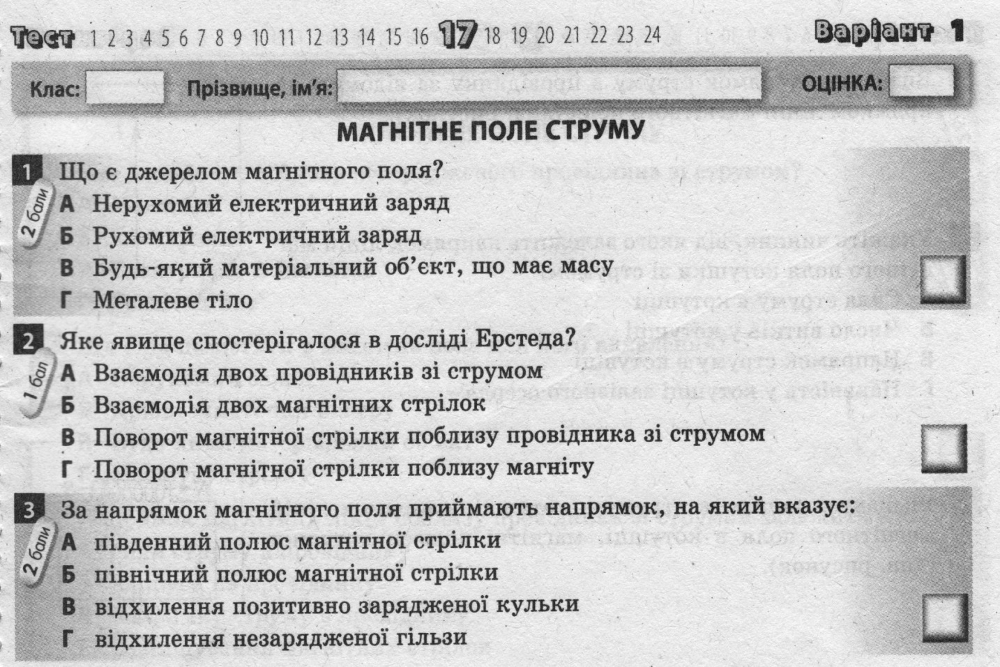 Тест 1 2 3 4 5 6 7 8 9 10 11 12 13 14 15 16 17 18 19 20 21 22 23 24 Варіант 1
Клас: Прізвище, ім’я: ОЦІНКА:
МАГНІТНЕ ПОЛЕ СТРУМУ
1 Що є джерелом магнітного поля?
2 бали
А Нерухомий електричний заряд
Б Рухомий електричний заряд
В Будь-який матеріальний об’єкт, що має масу
Г Металеве тіло
2 Яке явище спостерігалося в досліді Ерстеда?
1 бал
А Взаємодія двох провідників зі струмом
Б Взаємодія двох магнітних стрілок
В Поворот магнітної стрілки поблизу провідника зі струмом
Г Поворот магнітної стрілки поблизу магніту
3 За напрямок магнітного поля приймають напрямок, на який вказує:
2 бали
А південний полюс магнітної стрілки
Б північний полюс магнітної стрілки
В відхилення позитивно зарядженої кульки
Г відхилення незарядженої гільзи